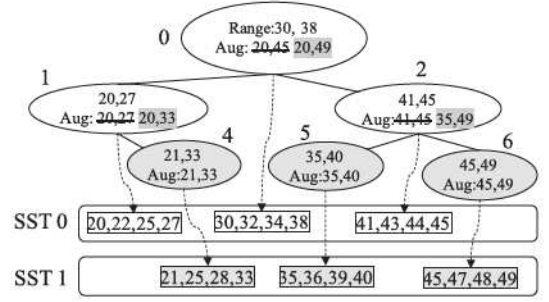 0
Range:30, 38
Aug: 20,45 20,49
1
2
20,27
Aug: 20,27 20,33
41,45
Aug:41,45 35,49
4
5
6
21,33
Aug:21,33
35,40
Aug:35,40
45,49
Aug:45,49
SST 0
20,22,25,27
30,32,34,38
41,43,44,45
SST 1
21,25,28,33
35,36,39,40
45,47,48,49